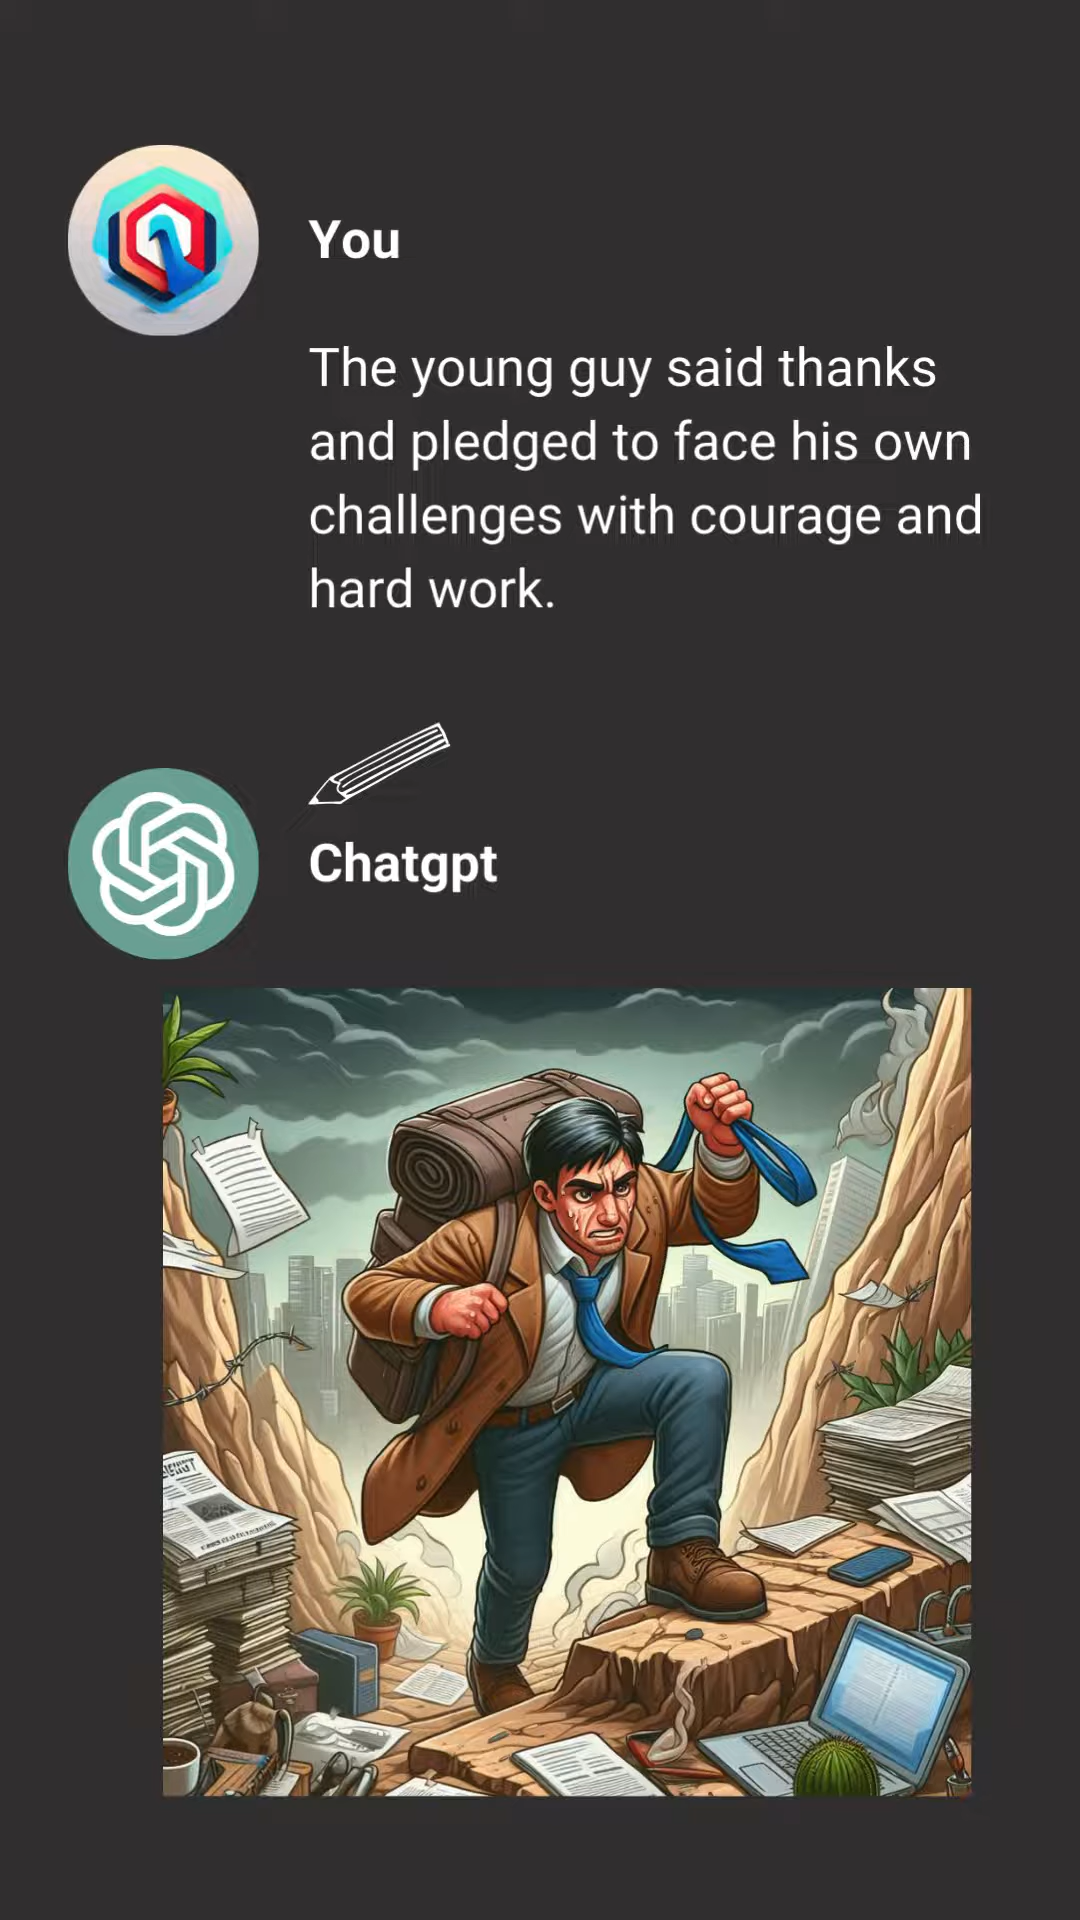 You
The young guy said thanks
and pledged to face his own
challenges with courage and
hard work.
Chatgpt